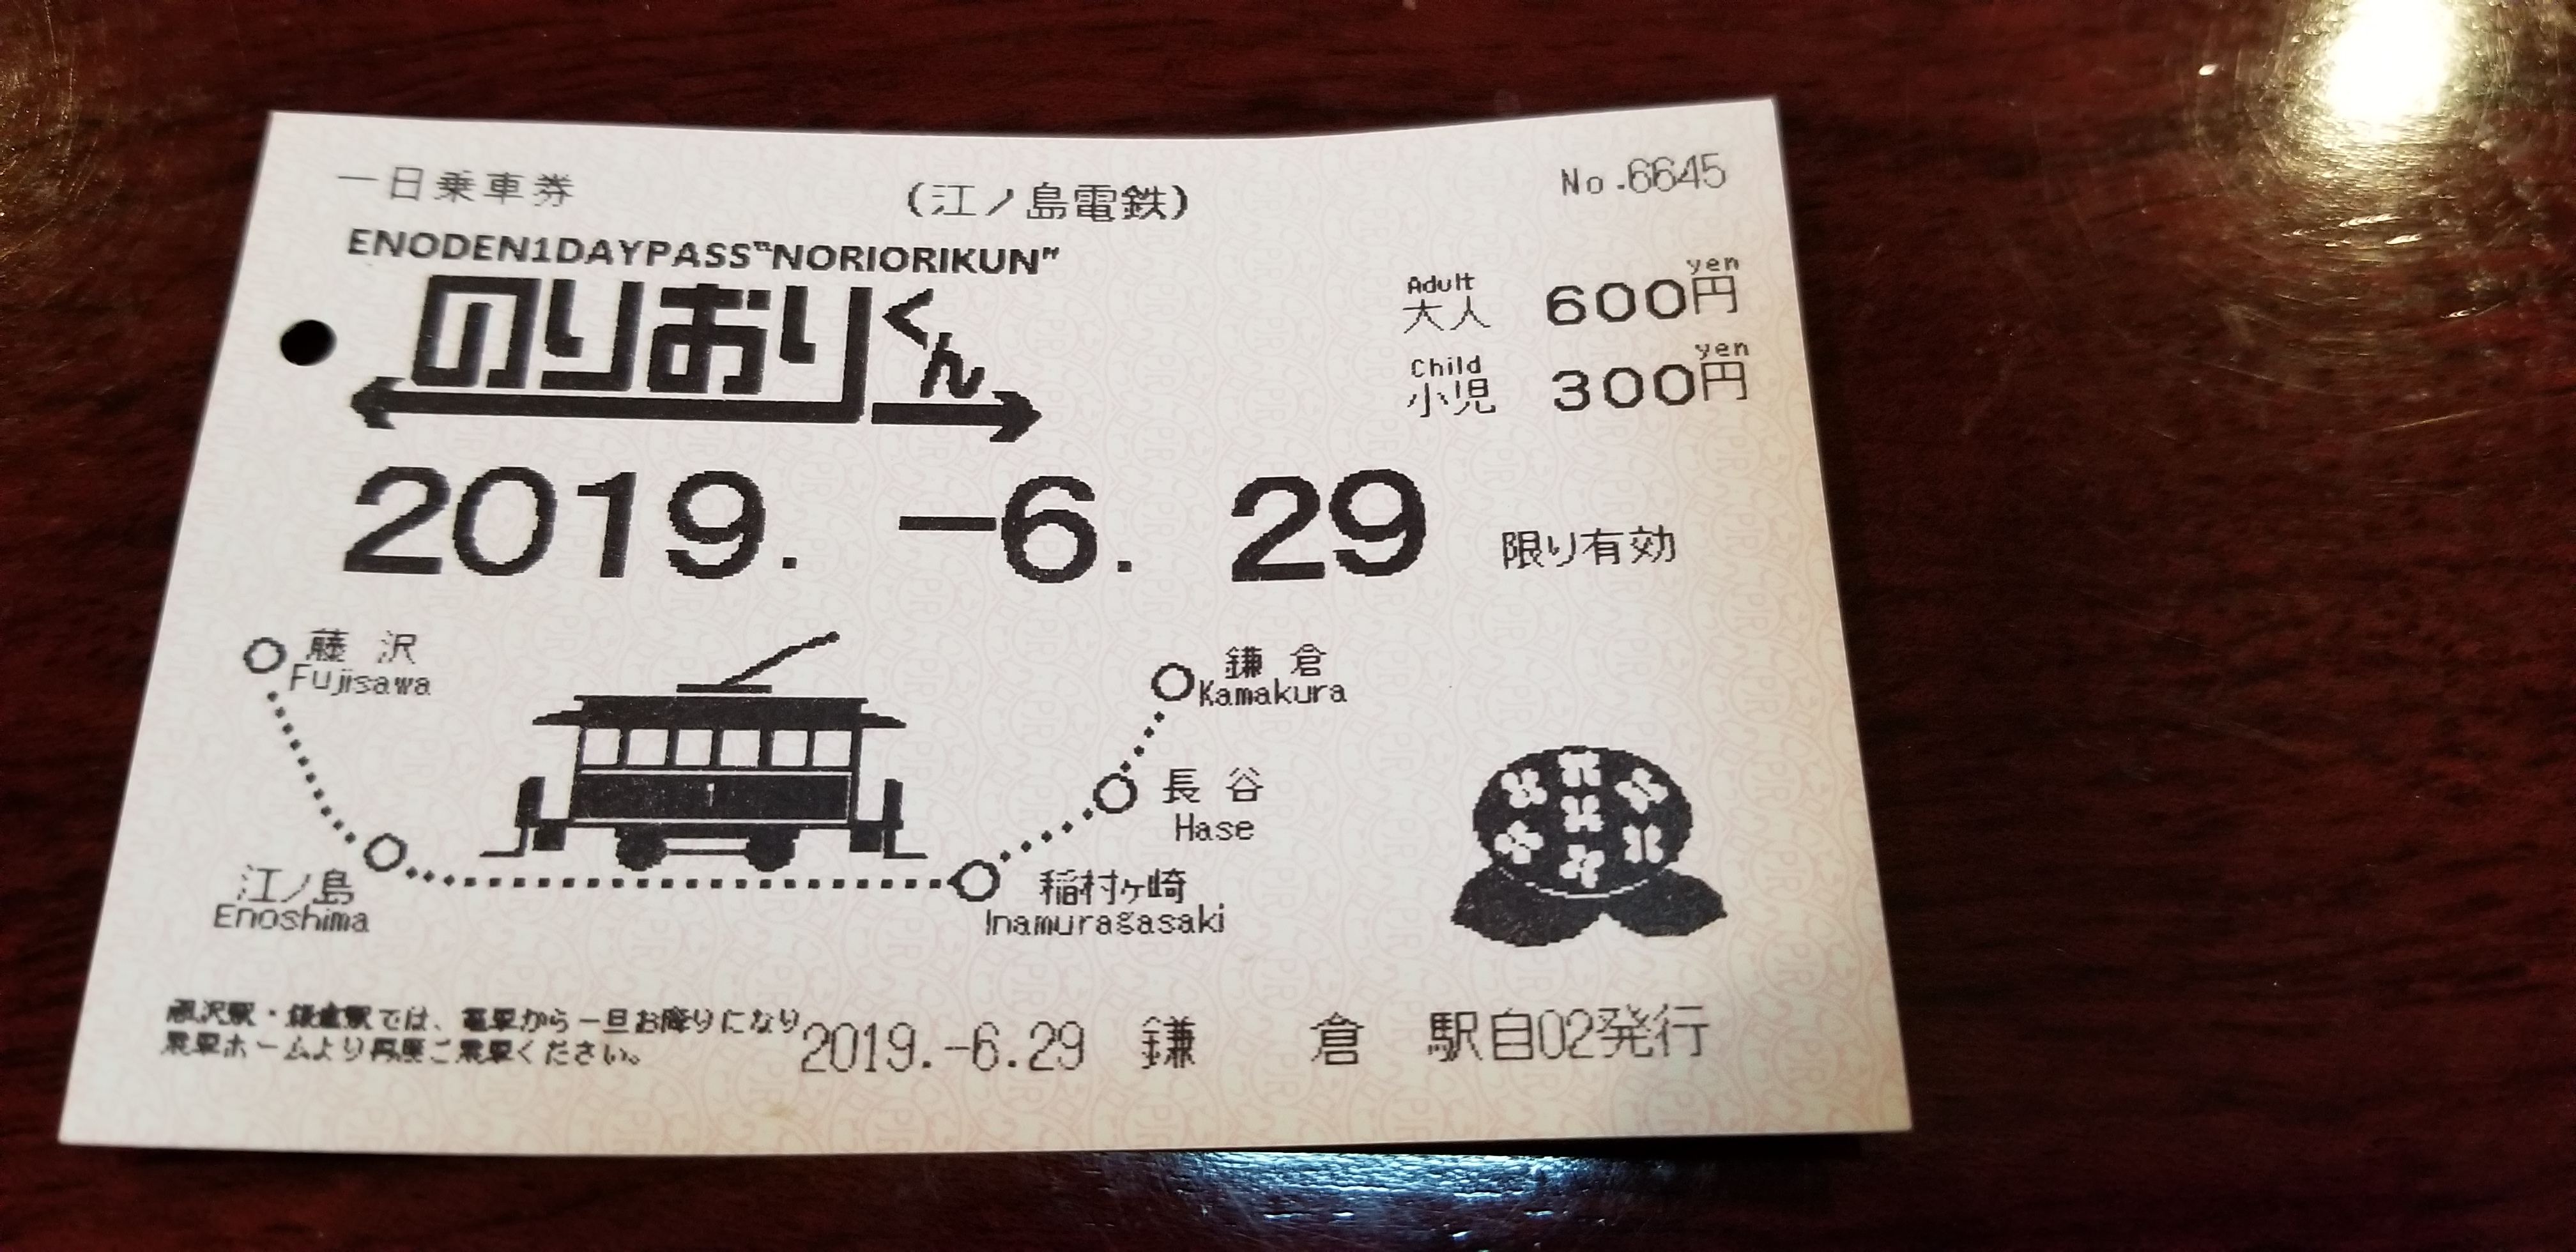 一日乗車券
(江ノ島電鉄)
No.6645
ENODEN1DAYPASS"NORIORIKUN"
のりおりくん
Adult
大人 600円
yen
Child
小児 300円
yen
2019. -6. 29 限り有効
藤沢
Fujisawa
鎌倉
Kamakura
長谷
Hase
江ノ島
Enoshima
稲村ヶ崎
Inamuragasaki
藤沢駅・鎌倉駅では、電車から一旦お降りになり
乗車ホームより再度ご乗車ください。
2019.-6.29 鎌倉 駅自02発行